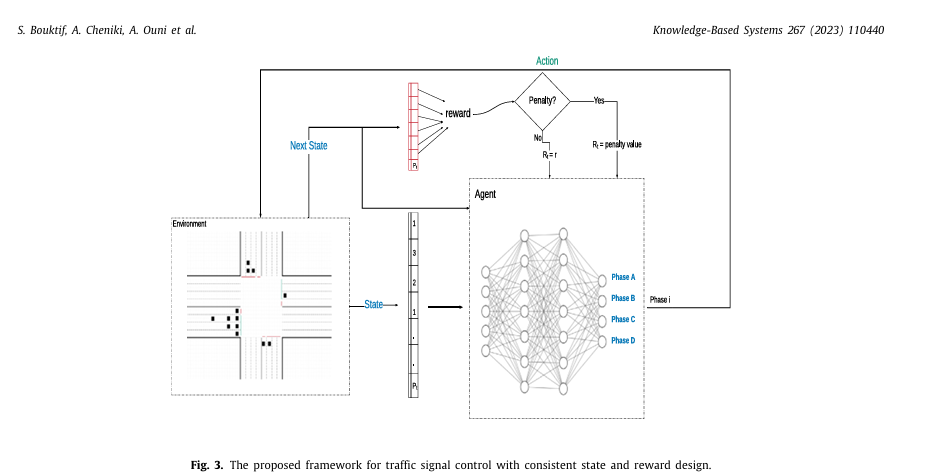 S. Bouktif, A. Cheniki, A. Ouni et al.
Knowledge-Based Systems 267 (2023) 110440
Action
Penalty?
Yes
reward
No
Next State
Rₜ = penalty value
Rₜ = r
Pₜ
Agent
Environment
1
3
2
1
.
.
Pₜ
State
Phase A
Phase B
Phase C
Phase D
Phase i
Fig. 3. The proposed framework for traffic signal control with consistent state and reward design.